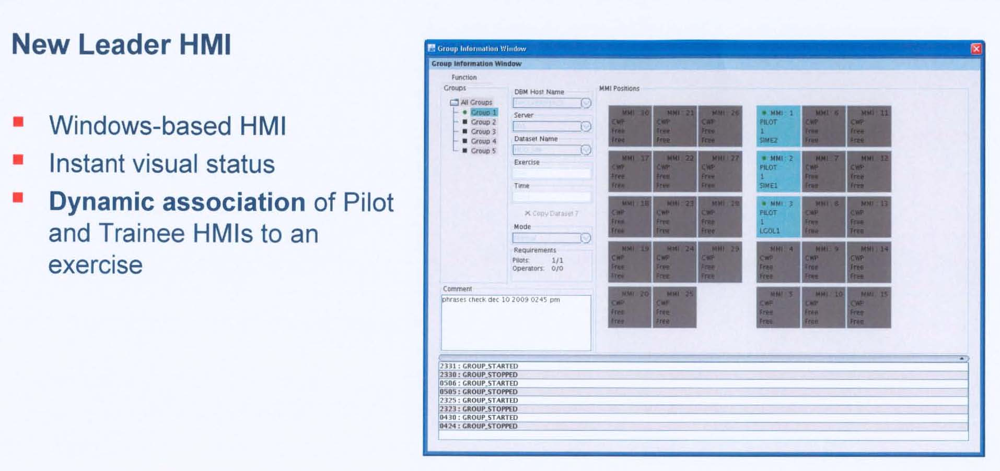 New Leader HMI
Windows-based HMI
Instant visual status
Dynamic association of Pilot
and Trainee HMIs to an
exercise
Group Information Window
Group Information Window
Function
Groups
All Groups
Group 1
Group 2
Group 3
Group 4
Group 5
DBM Host Name
Server
Dataset Name
Exercise
Time
Copy Dataset ?
Mode
Normal
Requirements
Pilots: 1/1
Operators: 0/0
Comment
phrases check dec 10 2009 0245 pm
MMI Positions
MMI : 21 MMI : 26 MMI : 1 MMI : 6 MMI : 11
CWP CWP CWP PILOT CWP CWP
Free Free Free 1 Free Free
Free Free Free SIME2 Free Free
MMI : 17 MMI : 22 MMI : 27 MMI : 2 MMI : 7 MMI : 12
CWP CWP CWP PILOT CWP CWP
Free Free Free 1 Free Free
Free Free Free SIME1 Free Free
MMI : 18 MMI : 23 MMI : 28 MMI : 3 MMI : 8 MMI : 13
CWP CWP CWP PILOT CWP CWP
Free Free Free 1 Free Free
Free Free Free LGOL1 Free Free
MMI : 19 MMI : 24 MMI : 29 MMI : 4 MMI : 9 MMI : 14
CWP CWP CWP CWP CWP CWP
Free Free Free Free Free Free
Free Free Free Free Free Free
MMI : 20 MMI : 25 MMI : 5 MMI : 10 MMI : 15
CWP CWP CWP CWP CWP
Free Free Free Free Free
Free Free Free Free Free
2331 : GROUP_STARTED
2330 : GROUP_STOPPED
0506 : GROUP_STARTED
0505 : GROUP_STOPPED
2325 : GROUP_STARTED
2323 : GROUP_STOPPED
0430 : GROUP_STARTED
0424 : GROUP_STOPPED